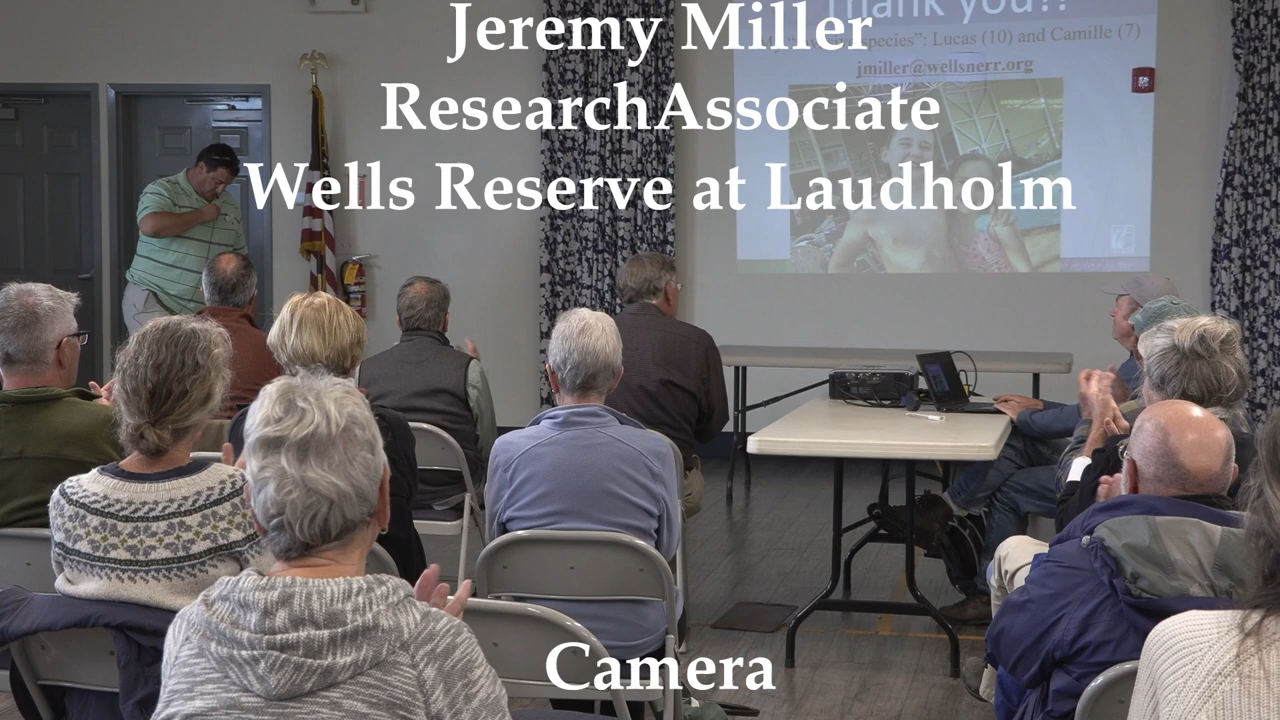 Jeremy Miller
ResearchAssociate
Wells Reserve at Laudholm
Thank you!!
species": Lucas (10) and Camille (7)
jmiller@wellsnerr.org
Camera